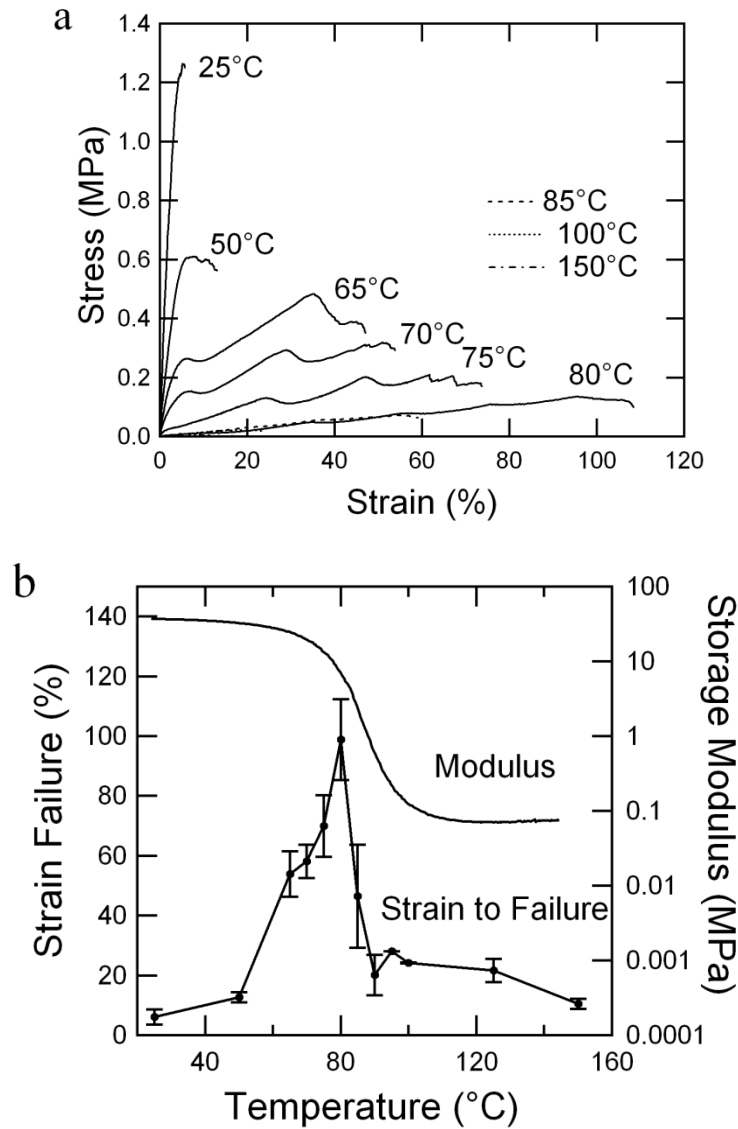 a
1.4
1.2
1.0
0.8
0.6
0.4
0.2
0.0
Stress (MPa)
25°C
50°C
65°C
70°C
75°C
80°C
85°C
100°C
150°C
0
20
40
60
80
100
120
Strain (%)
b
140
120
100
80
60
40
20
0
Strain Failure (%)
Modulus
Strain to Failure
100
10
1
0.1
0.01
0.001
0.0001
Storage Modulus (MPa)
40
80
120
160
Temperature (°C)